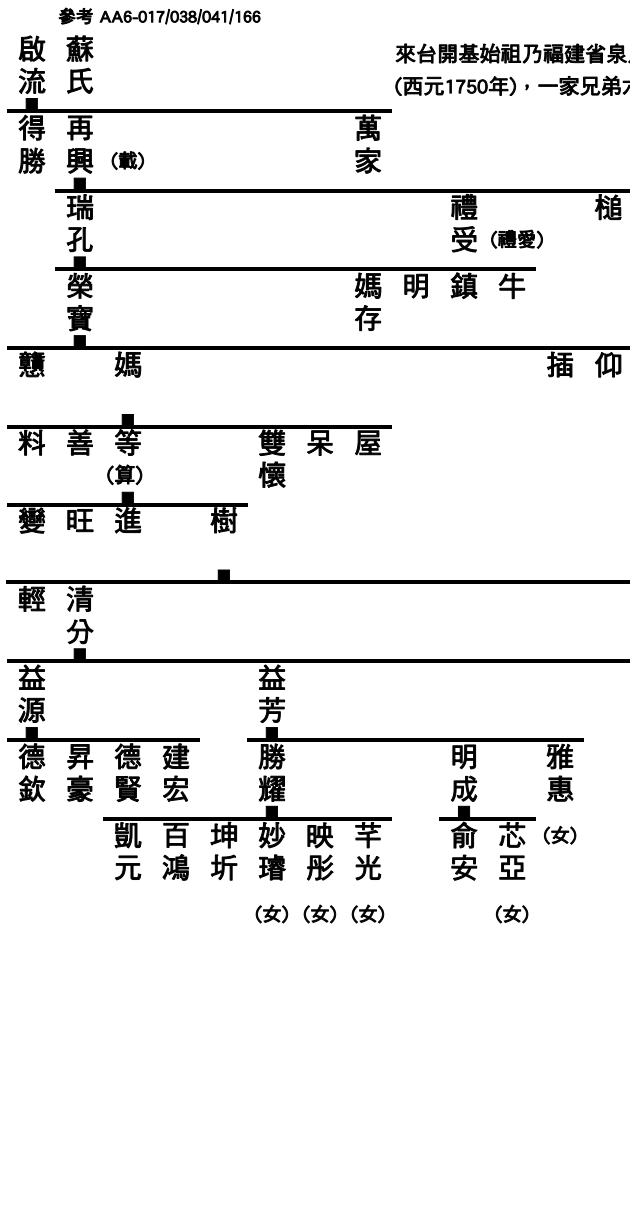 參考 AA6-017/038/041/166
啟流 蘇氏
來台開基始祖乃福建省泉
(西元1750年),一家兄弟
得勝 再興 (載) 萬家
瑞孔 禮受 (禮愛) 槌
榮寶 媽存 明 鎮 牛
戇 媽 插 仰
料 善 等 (算) 雙懷 呆 屋
變 旺 進 樹
輕 清分
益源 益芳
德欽 昇豪 德賢 建宏 勝耀 明成 雅惠 (女)
凱元 百鴻 坤圻 妙璿 (女) 映彤 (女) 芊光 (女) 俞安 芯亞 (女)